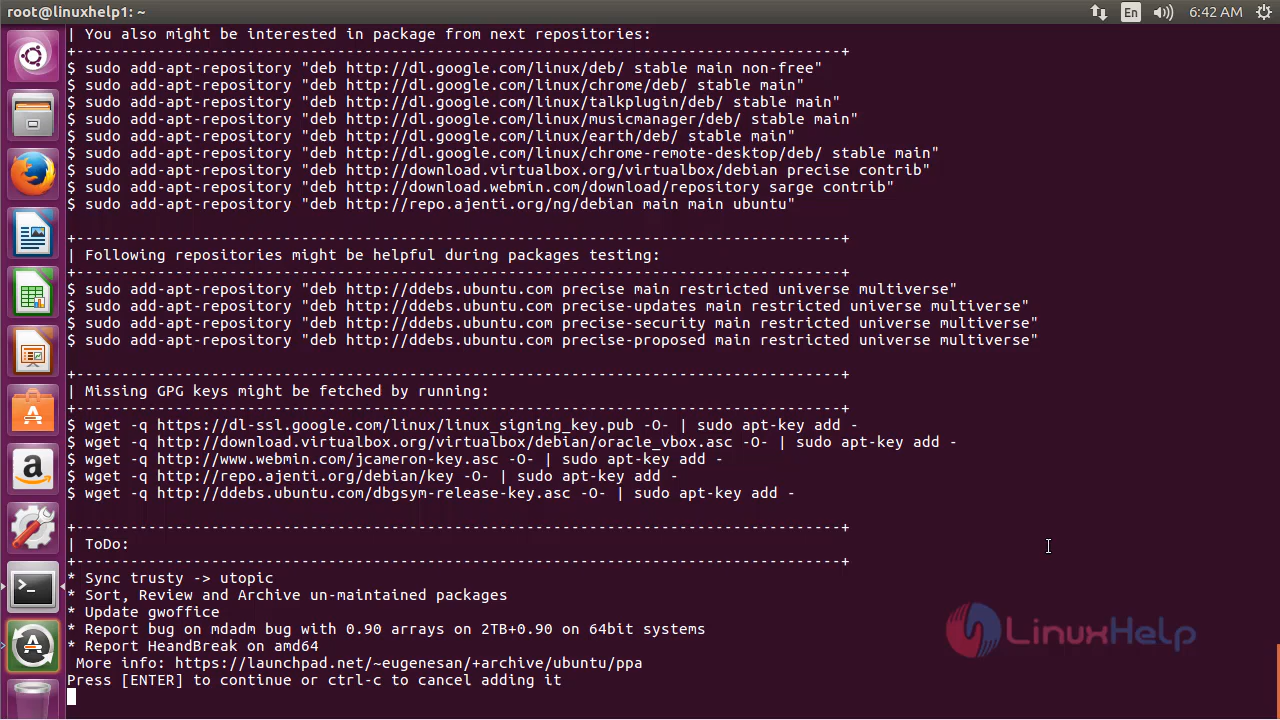 root@linuxhelp1: ~
En
6:42 AM
| You also might be interested in package from next repositories:
+-------------------------------------------------------------------------------------+
$ sudo add-apt-repository "deb http://dl.google.com/linux/deb/ stable main non-free"
$ sudo add-apt-repository "deb http://dl.google.com/linux/chrome/deb/ stable main"
$ sudo add-apt-repository "deb http://dl.google.com/linux/talkplugin/deb/ stable main"
$ sudo add-apt-repository "deb http://dl.google.com/linux/musicmanager/deb/ stable main"
$ sudo add-apt-repository "deb http://dl.google.com/linux/earth/deb/ stable main"
$ sudo add-apt-repository "deb http://dl.google.com/linux/chrome-remote-desktop/deb/ stable main"
$ sudo add-apt-repository "deb http://download.virtualbox.org/virtualbox/debian precise contrib"
$ sudo add-apt-repository "deb http://download.webmin.com/download/repository sarge contrib"
$ sudo add-apt-repository "deb http://repo.ajenti.org/ng/debian main main ubuntu"
+-------------------------------------------------------------------------------------+
| Following repositories might be helpful during packages testing:
+-------------------------------------------------------------------------------------+
$ sudo add-apt-repository "deb http://ddebs.ubuntu.com precise main restricted universe multiverse"
$ sudo add-apt-repository "deb http://ddebs.ubuntu.com precise-updates main restricted universe multiverse"
$ sudo add-apt-repository "deb http://ddebs.ubuntu.com precise-security main restricted universe multiverse"
$ sudo add-apt-repository "deb http://ddebs.ubuntu.com precise-proposed main restricted universe multiverse"
+-------------------------------------------------------------------------------------+
| Missing GPG keys might be fetched by running:
+-------------------------------------------------------------------------------------+
$ wget -q https://dl-ssl.google.com/linux/linux_signing_key.pub -O- | sudo apt-key add -
$ wget -q http://download.virtualbox.org/virtualbox/debian/oracle_vbox.asc -O- | sudo apt-key add -
$ wget -q http://www.webmin.com/jcameron-key.asc -O- | sudo apt-key add -
$ wget -q http://repo.ajenti.org/debian/key -O- | sudo apt-key add -
$ wget -q http://ddebs.ubuntu.com/dbgsym-release-key.asc -O- | sudo apt-key add -
+-------------------------------------------------------------------------------------+
| ToDo:
+-------------------------------------------------------------------------------------+
* Sync trusty -> utopic
* Sort, Review and Archive un-maintained packages
* Update gwoffice
* Report bug on mdadm bug with 0.90 arrays on 2TB+0.90 on 64bit systems
* Report HeandBreak on amd64
More info: https://launchpad.net/~eugenesan/+archive/ubuntu/ppa
Press [ENTER] to continue or ctrl-c to cancel adding it
LinuxHelp